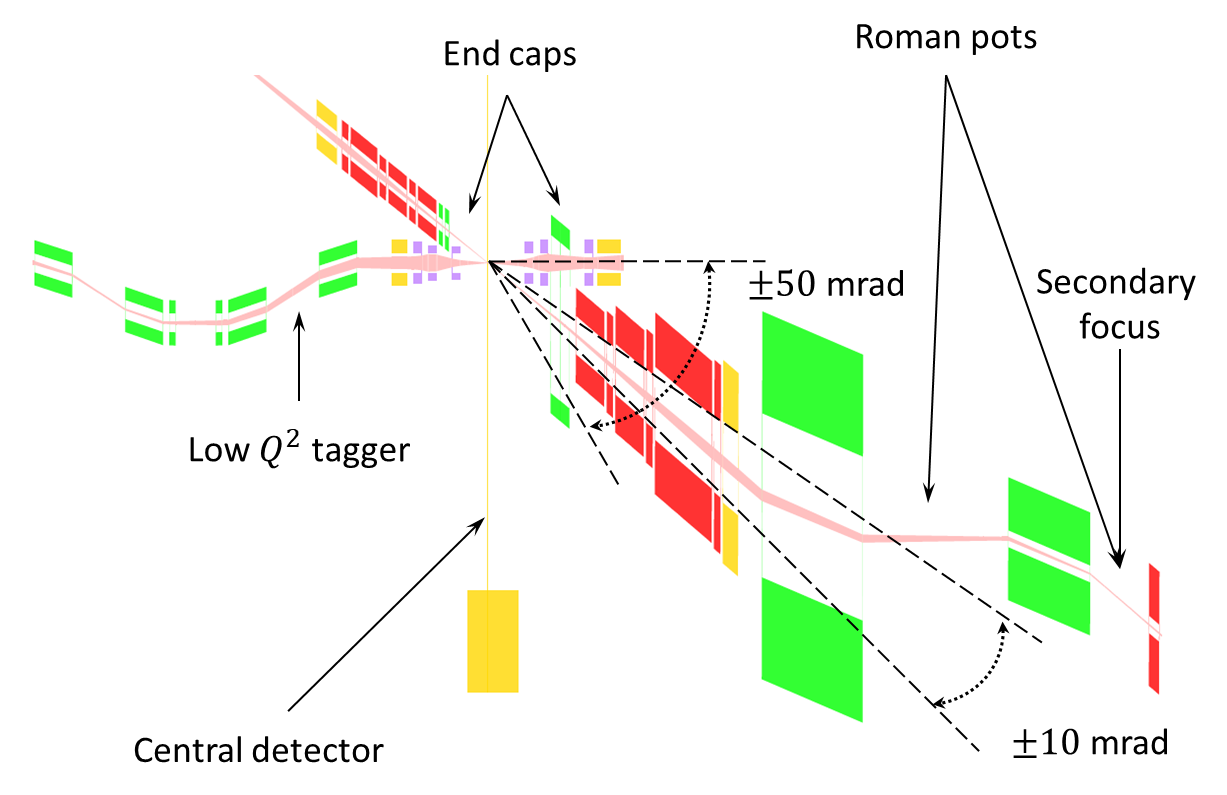 Roman pots
End caps
±50 mrad
Secondary
focus
Low Q² tagger
Central detector
±10 mrad